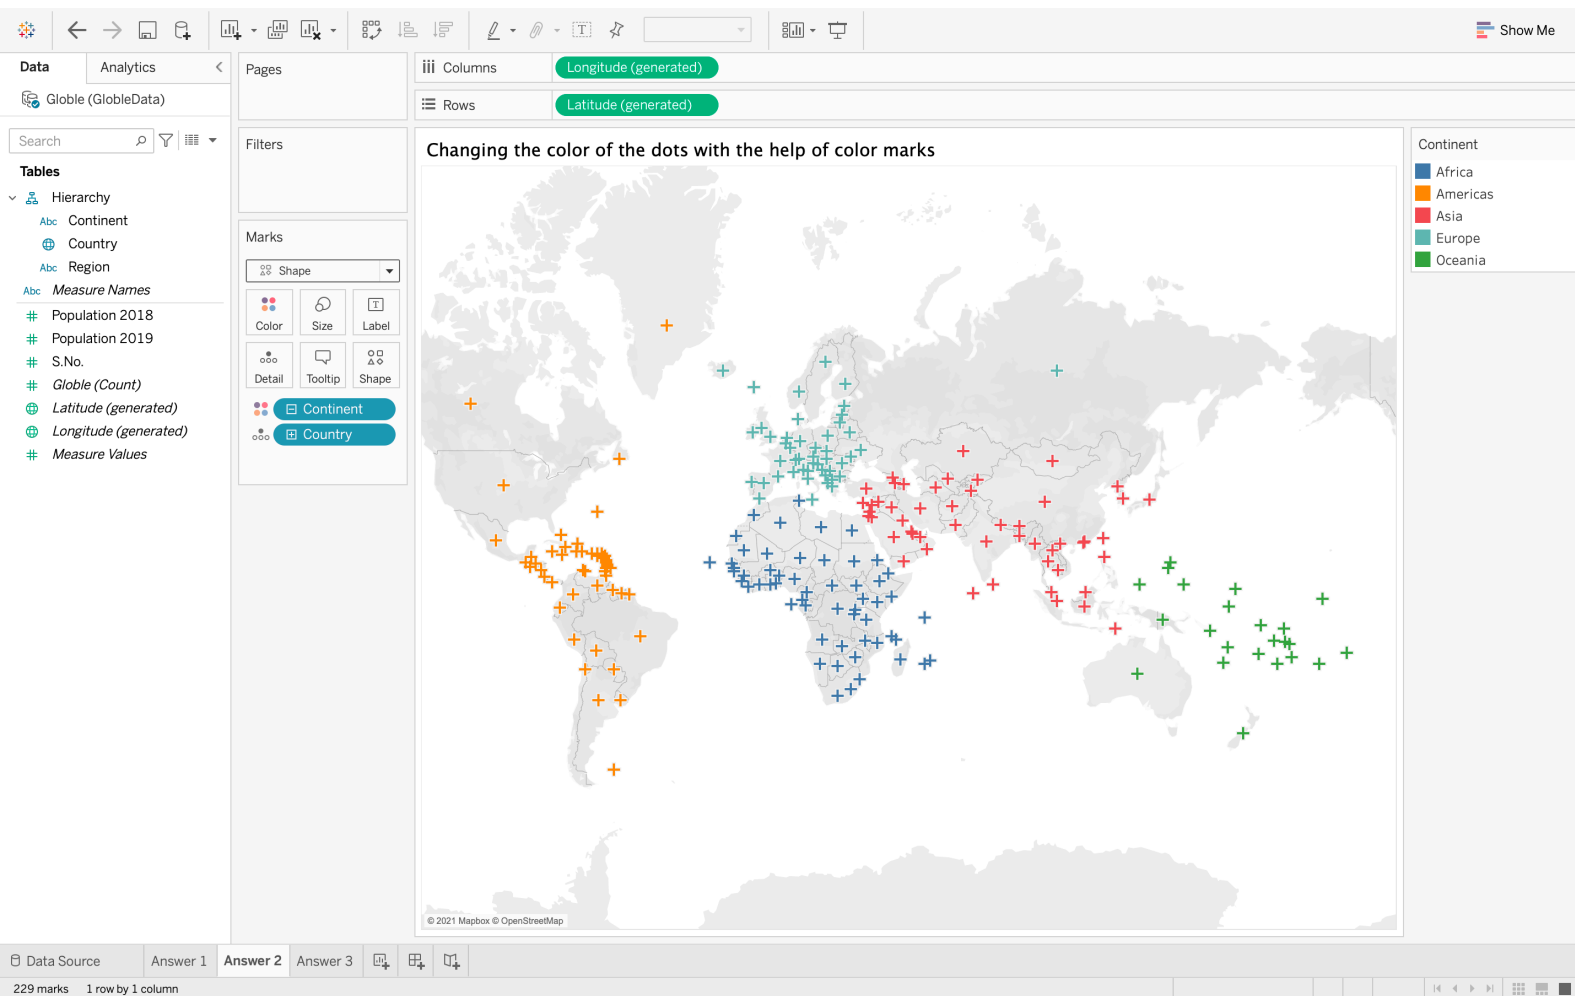 Show Me
Data
Analytics
Globle (GlobleData)
Search
Tables
Hierarchy
Abc Continent
Country
Abc Region
Abc Measure Names
Population 2018
Population 2019
S.No.
Globle (Count)
Latitude (generated)
Longitude (generated)
Measure Values
Pages
Filters
Marks
Shape
Color Size Label
Detail Tooltip Shape
Continent
Country
Columns Longitude (generated)
Rows Latitude (generated)
Changing the color of the dots with the help of color marks
© 2021 Mapbox © OpenStreetMap
Continent
Africa
Americas
Asia
Europe
Oceania
Data Source Answer 1 Answer 2 Answer 3
229 marks 1 row by 1 column